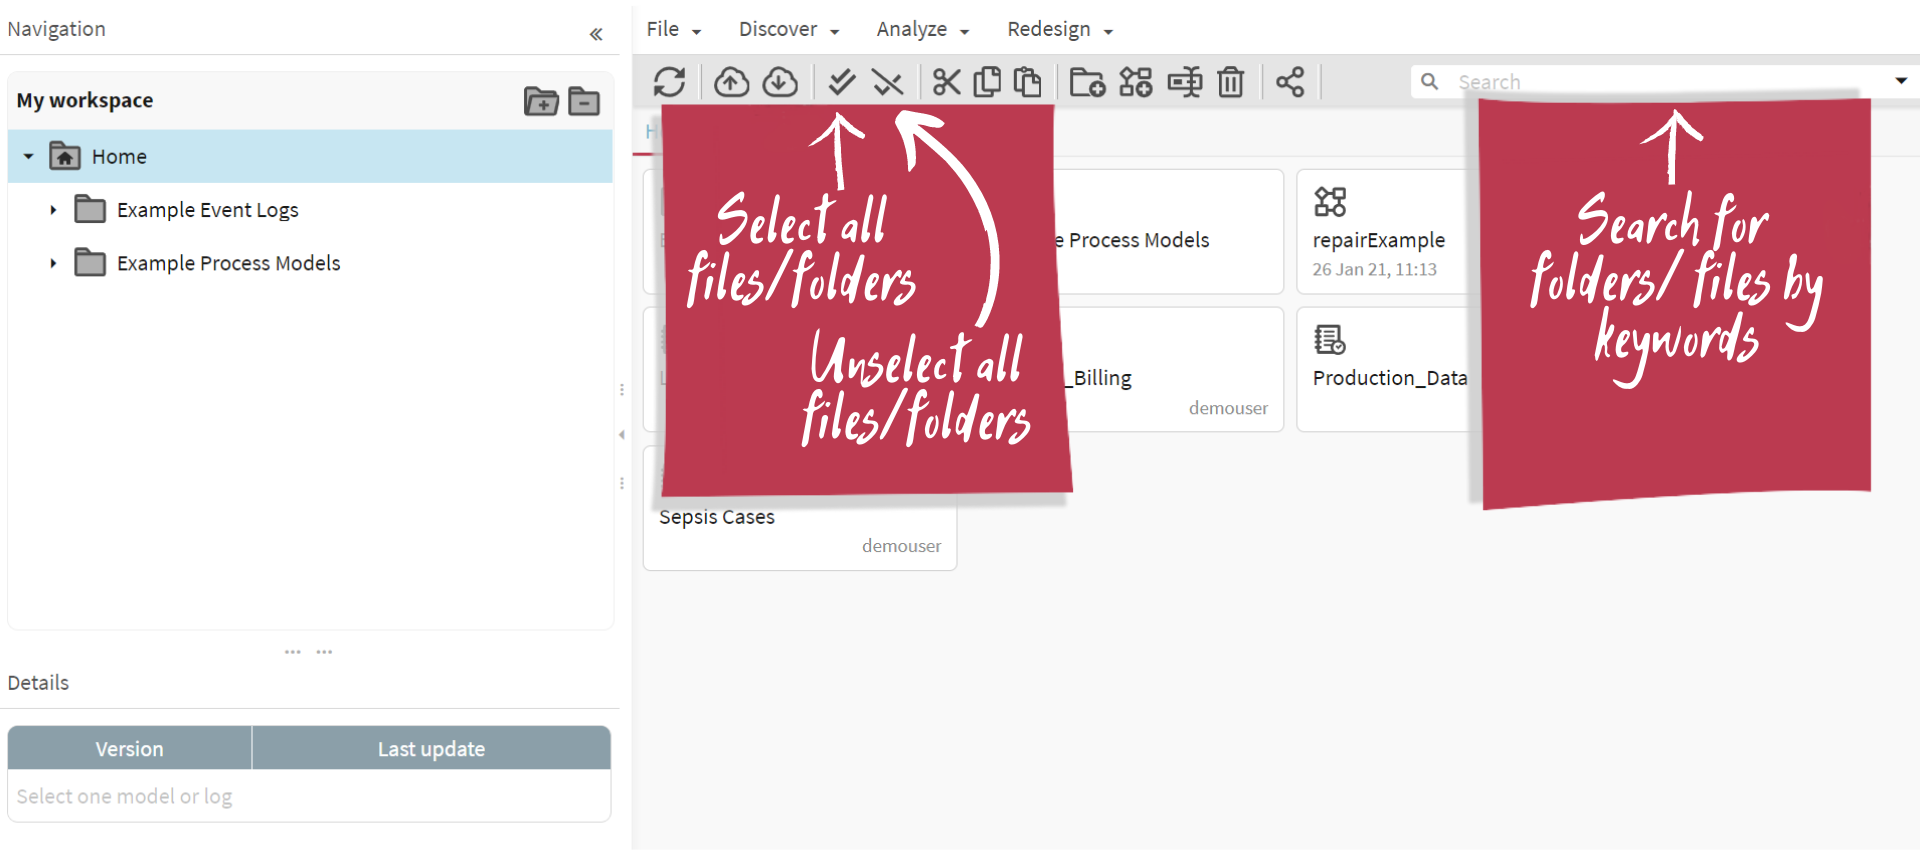 Navigation
File
Discover
Analyze
Redesign
My workspace
Search
Home
Example Event Logs
Example Process Models
Select all
files/folders
Unselect all
files/folders
Search for
folders/ files by
keywords
Process Models
repairExample
26 Jan 21, 11:13
_Billing
demouser
Production_Data
Sepsis Cases
demouser
Details
Version
Last update
Select one model or log